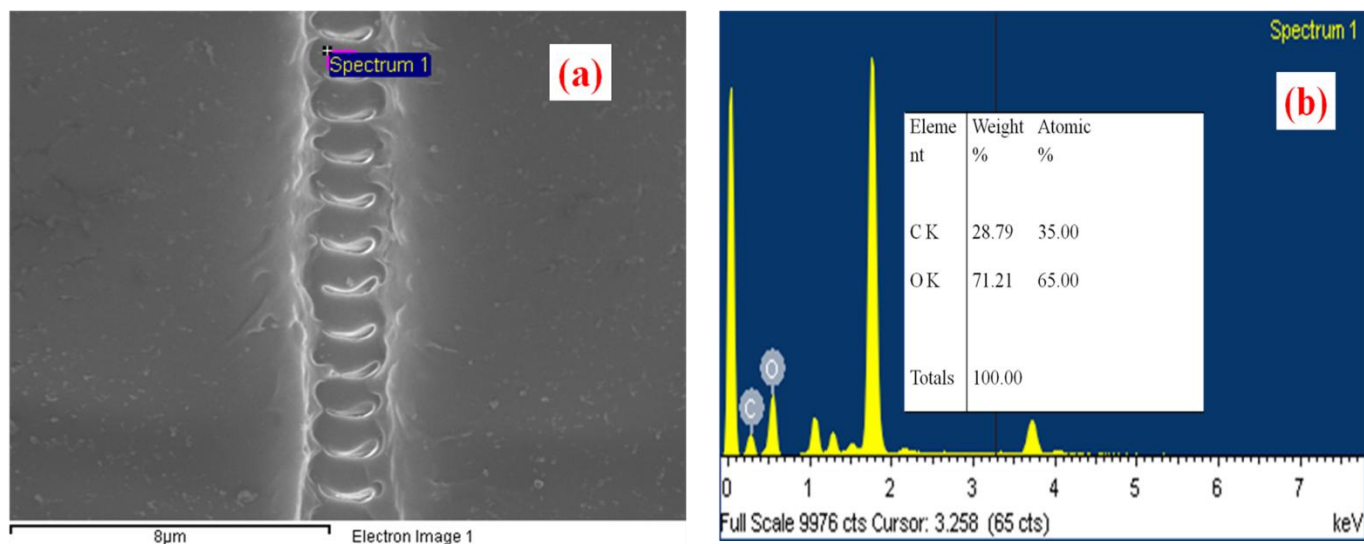 Spectrum 1
(a)
8µm
Electron Image 1
Spectrum 1
(b)
Eleme Weight Atomic
nt % %
C K 28.79 35.00
O K 71.21 65.00
Totals 100.00
O
C
0 1 2 3 4 5 6 7
Full Scale 9976 cts Cursor: 3.258 (65 cts) keV